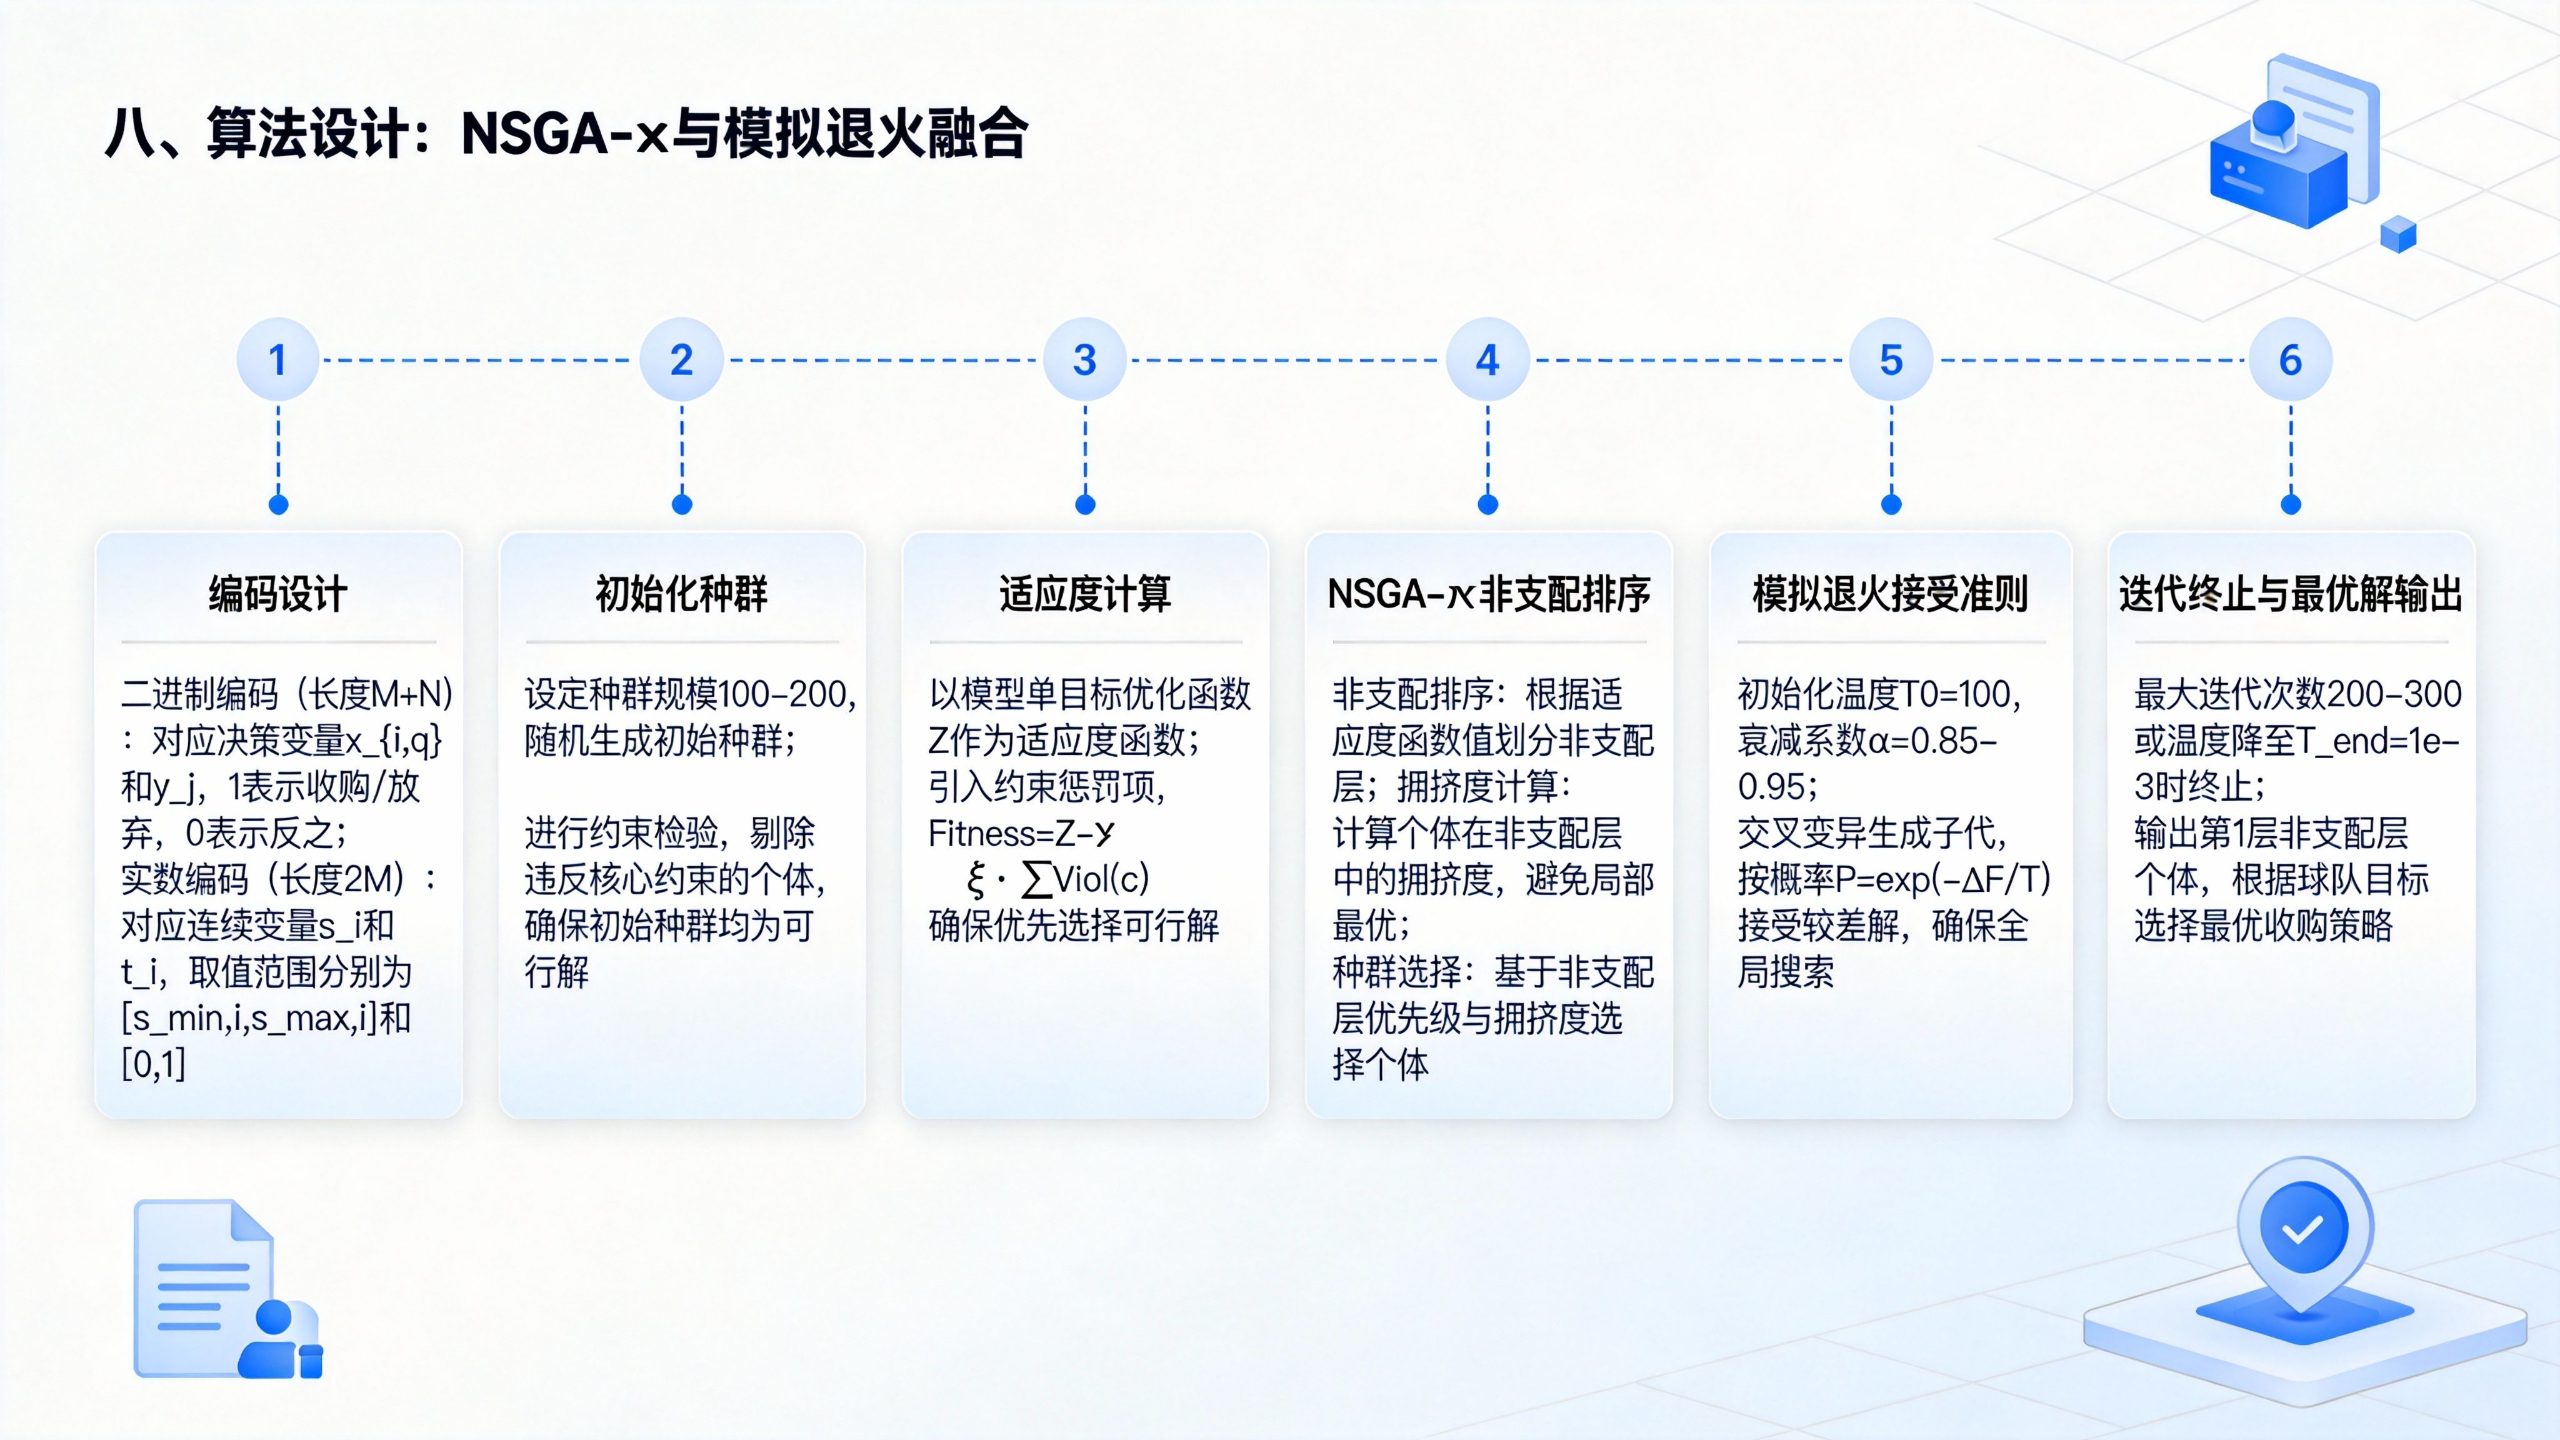 八、算法设计：NSGA-x与模拟退火融合
1
2
3
4
5
6
编码设计
二进制编码（长度M+N）
：对应决策变量x_{i,q}
和y_j，1表示收购/放
弃，0表示反之；
实数编码（长度2M）：
对应连续变量s_i和
t_i，取值范围分别为
[s_min,i,s_max,i]和
[0,1]
初始化种群
设定种群规模100-200，
随机生成初始种群；
进行约束检验，剔除
违反核心约束的个体，
确保初始种群均为可
行解
适应度计算
以模型单目标优化函数
Z作为适应度函数；
引入约束惩罚项，
Fitness=Z-
ξ·∑Viol(c)
确保优先选择可行解
NSGA-π非支配排序
非支配排序：根据适
应度函数值划分非支配
层；拥挤度计算：
计算个体在非支配层
中的拥挤度，避免局部
最优；
种群选择：基于非支配
层优先级与拥挤度选
择个体
模拟退火接受准则
初始化温度T0=100，
衰减系数α=0.85-
0.95；
交叉变异生成子代，
按概率P=exp(-ΔF/T)
接受较差解，确保全
局搜索
迭代终止与最优解输出
最大迭代次数200-300
或温度降至T_end=1e-
3时终止；
输出第1层非支配层
个体，根据球队目标
选择最优收购策略